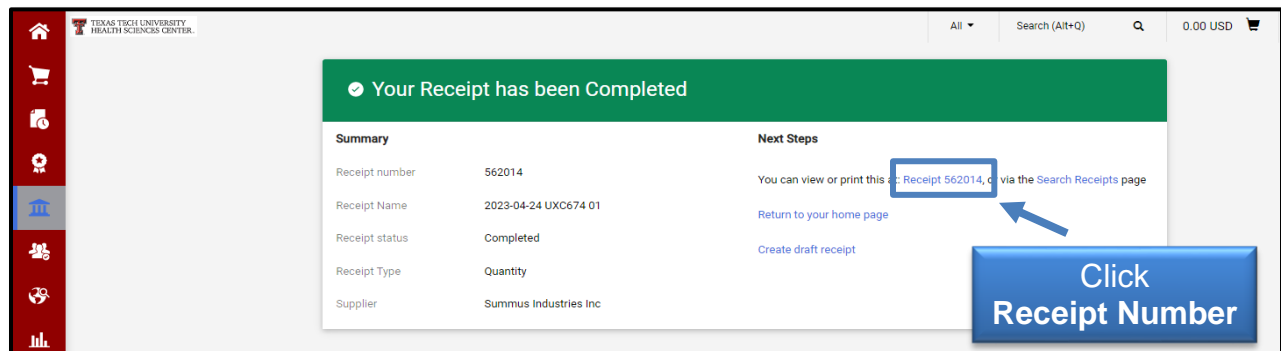 TEXAS TECH UNIVERSITY
HEALTH SCIENCES CENTER.
All
Search (Alt+Q)
0.00 USD
Your Receipt has been Completed
Summary
Receipt number 562014
Receipt Name 2023-04-24 UXC674 01
Receipt status Completed
Receipt Type Quantity
Supplier Summus Industries Inc
Next Steps
You can view or print this Receipt 562014, via the Search Receipts page
Return to your home page
Create draft receipt
Click
Receipt Number